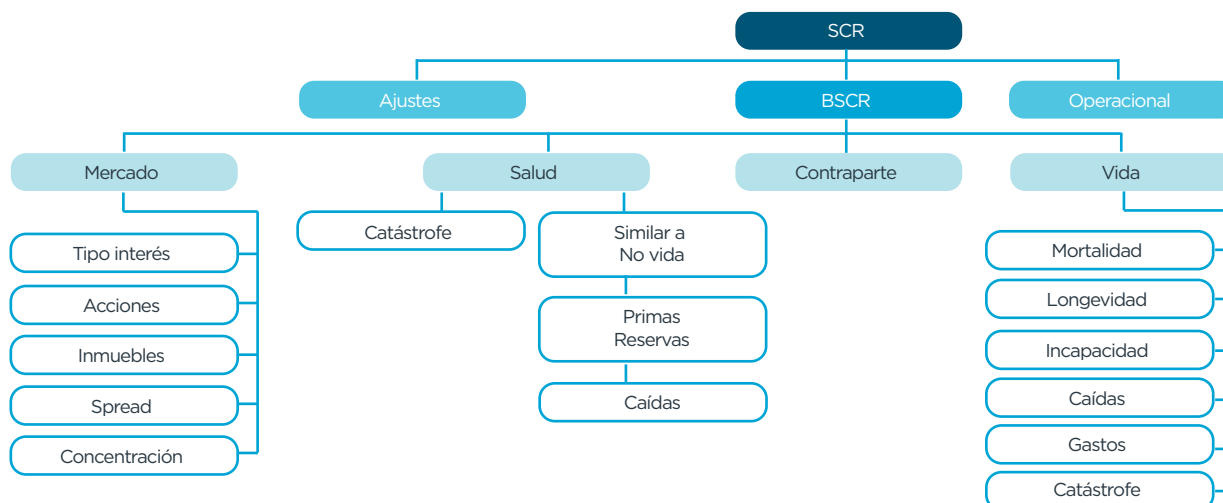 SCR
Ajustes
BSCR
Operacional
Mercado
Salud
Contraparte
Vida
Tipo interés
Acciones
Inmuebles
Spread
Concentración
Catástrofe
Similar a
No vida
Primas
Reservas
Caídas
Mortalidad
Longevidad
Incapacidad
Caídas
Gastos
Catástrofe